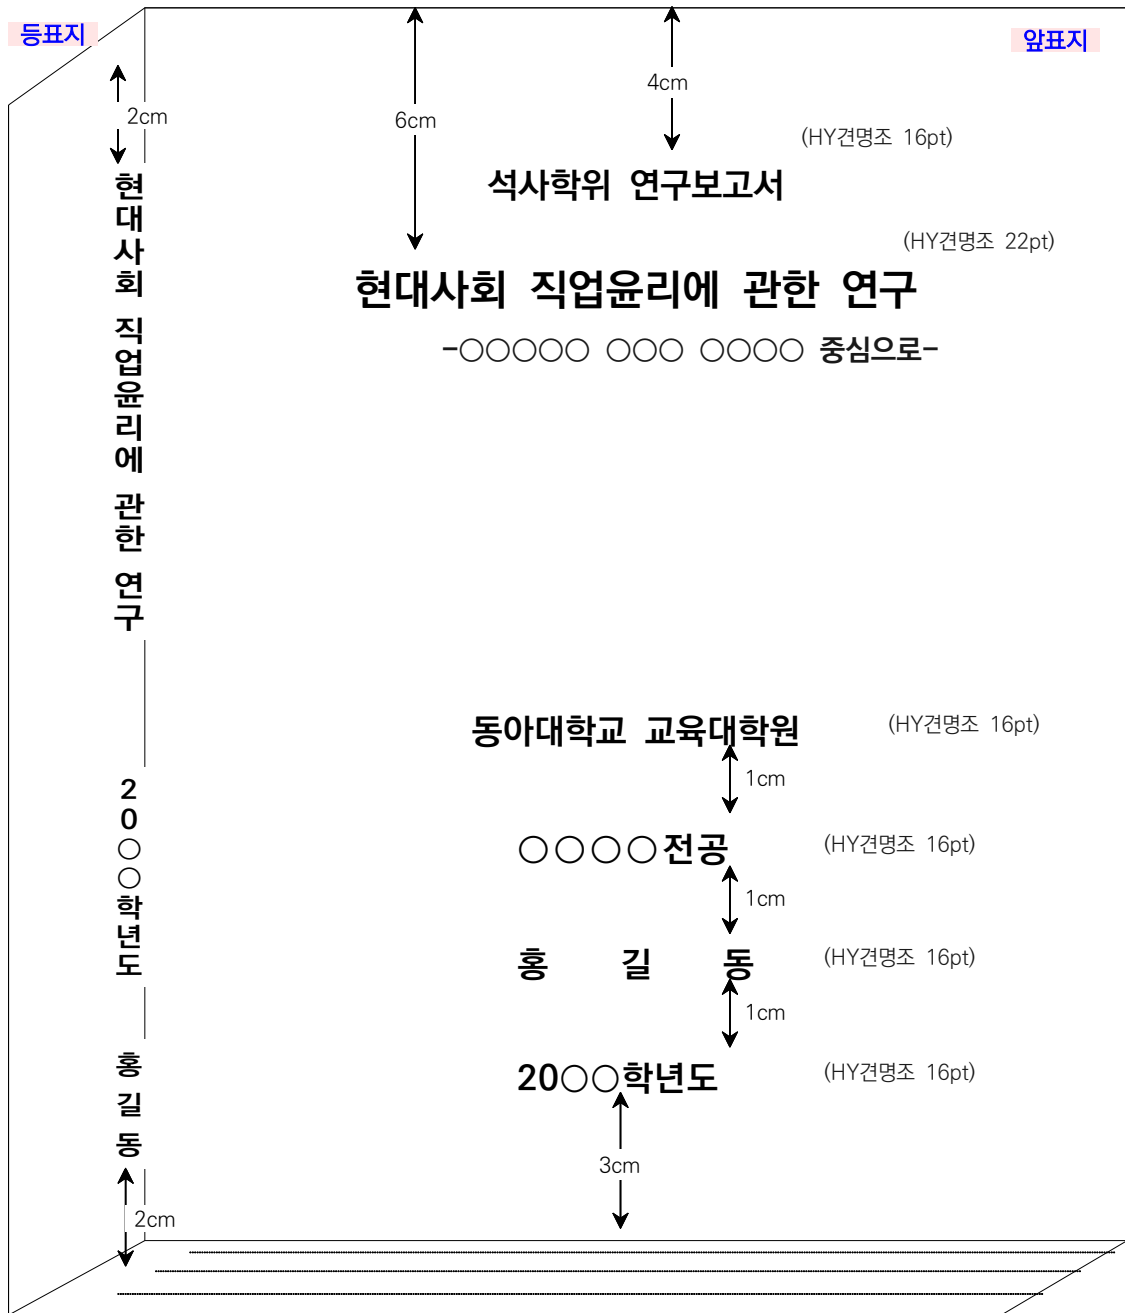 등표지
앞표지
2cm
6cm
4cm
(HY견명조 16pt)
석사학위 연구보고서
(HY견명조 22pt)
현대사회 직업윤리에 관한 연구
-○○○○○ ○○○ ○○○○ 중심으로-
현대사회 직업윤리에 관한 연구
동아대학교 교육대학원
(HY견명조 16pt)
1cm
○○○○전공
(HY견명조 16pt)
1cm
홍 길 동
(HY견명조 16pt)
1cm
20○○학년도
(HY견명조 16pt)
3cm
20○○학년도
홍길동
2cm